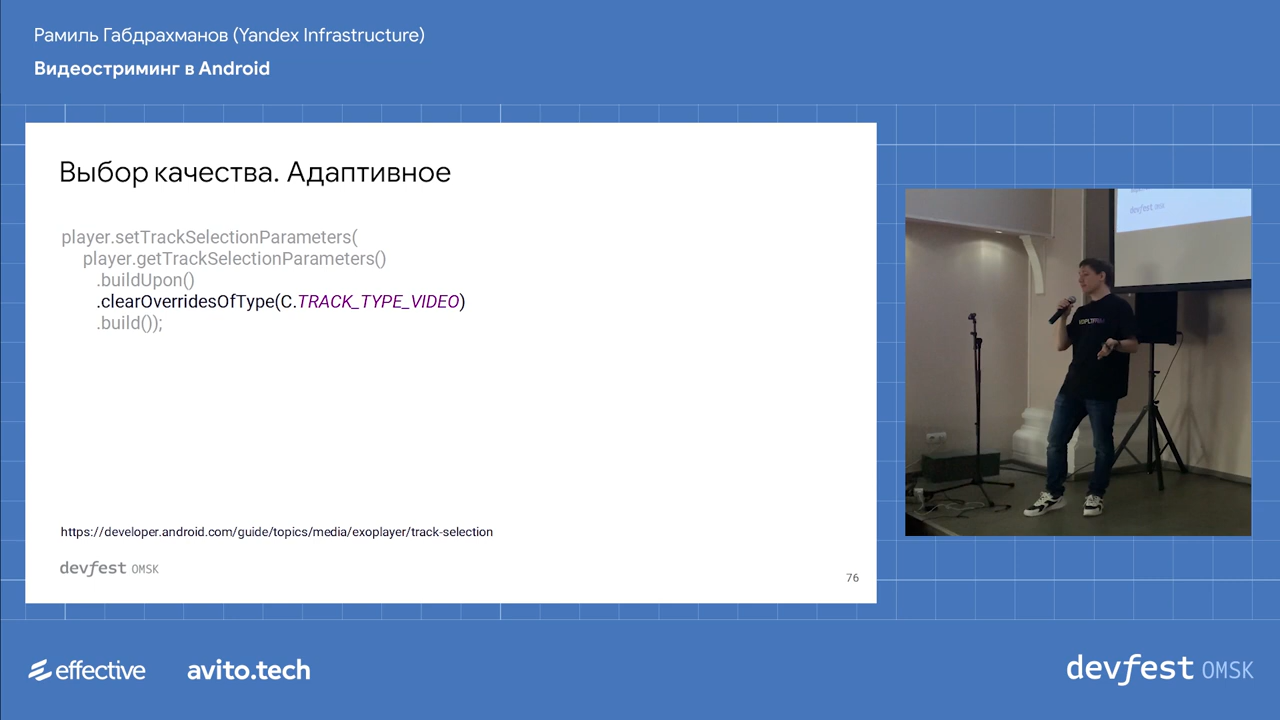 Рамиль Габдрахманов (Yandex Infrastructure)
Видеостриминг в Android
Выбор качества. Адаптивное
player.setTrackSelectionParameters(
player.getTrackSelectionParameters()
.buildUpon()
.clearOverridesOfType(C.TRACK_TYPE_VIDEO)
.build());
https://developer.android.com/guide/topics/media/exoplayer/track-selection
devfest OMSK
76
effective
avito.tech
devfest OMSK